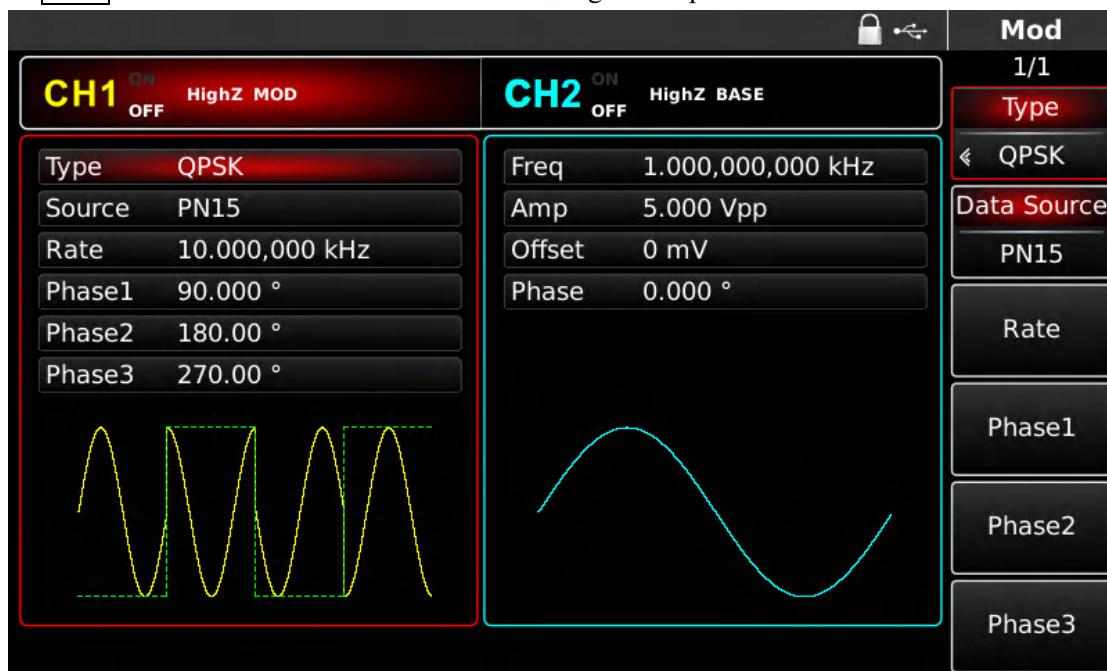 Mod
1/1
CH1 ON OFF HighZ MOD
CH2 ON OFF HighZ BASE
Type
QPSK
Type QPSK
Source PN15
Rate 10.000,000 kHz
Phase1 90.000 °
Phase2 180.00 °
Phase3 270.00 °
Freq 1.000,000,000 kHz
Amp 5.000 Vpp
Offset 0 mV
Phase 0.000 °
Data Source
PN15
Rate
Phase1
Phase2
Phase3